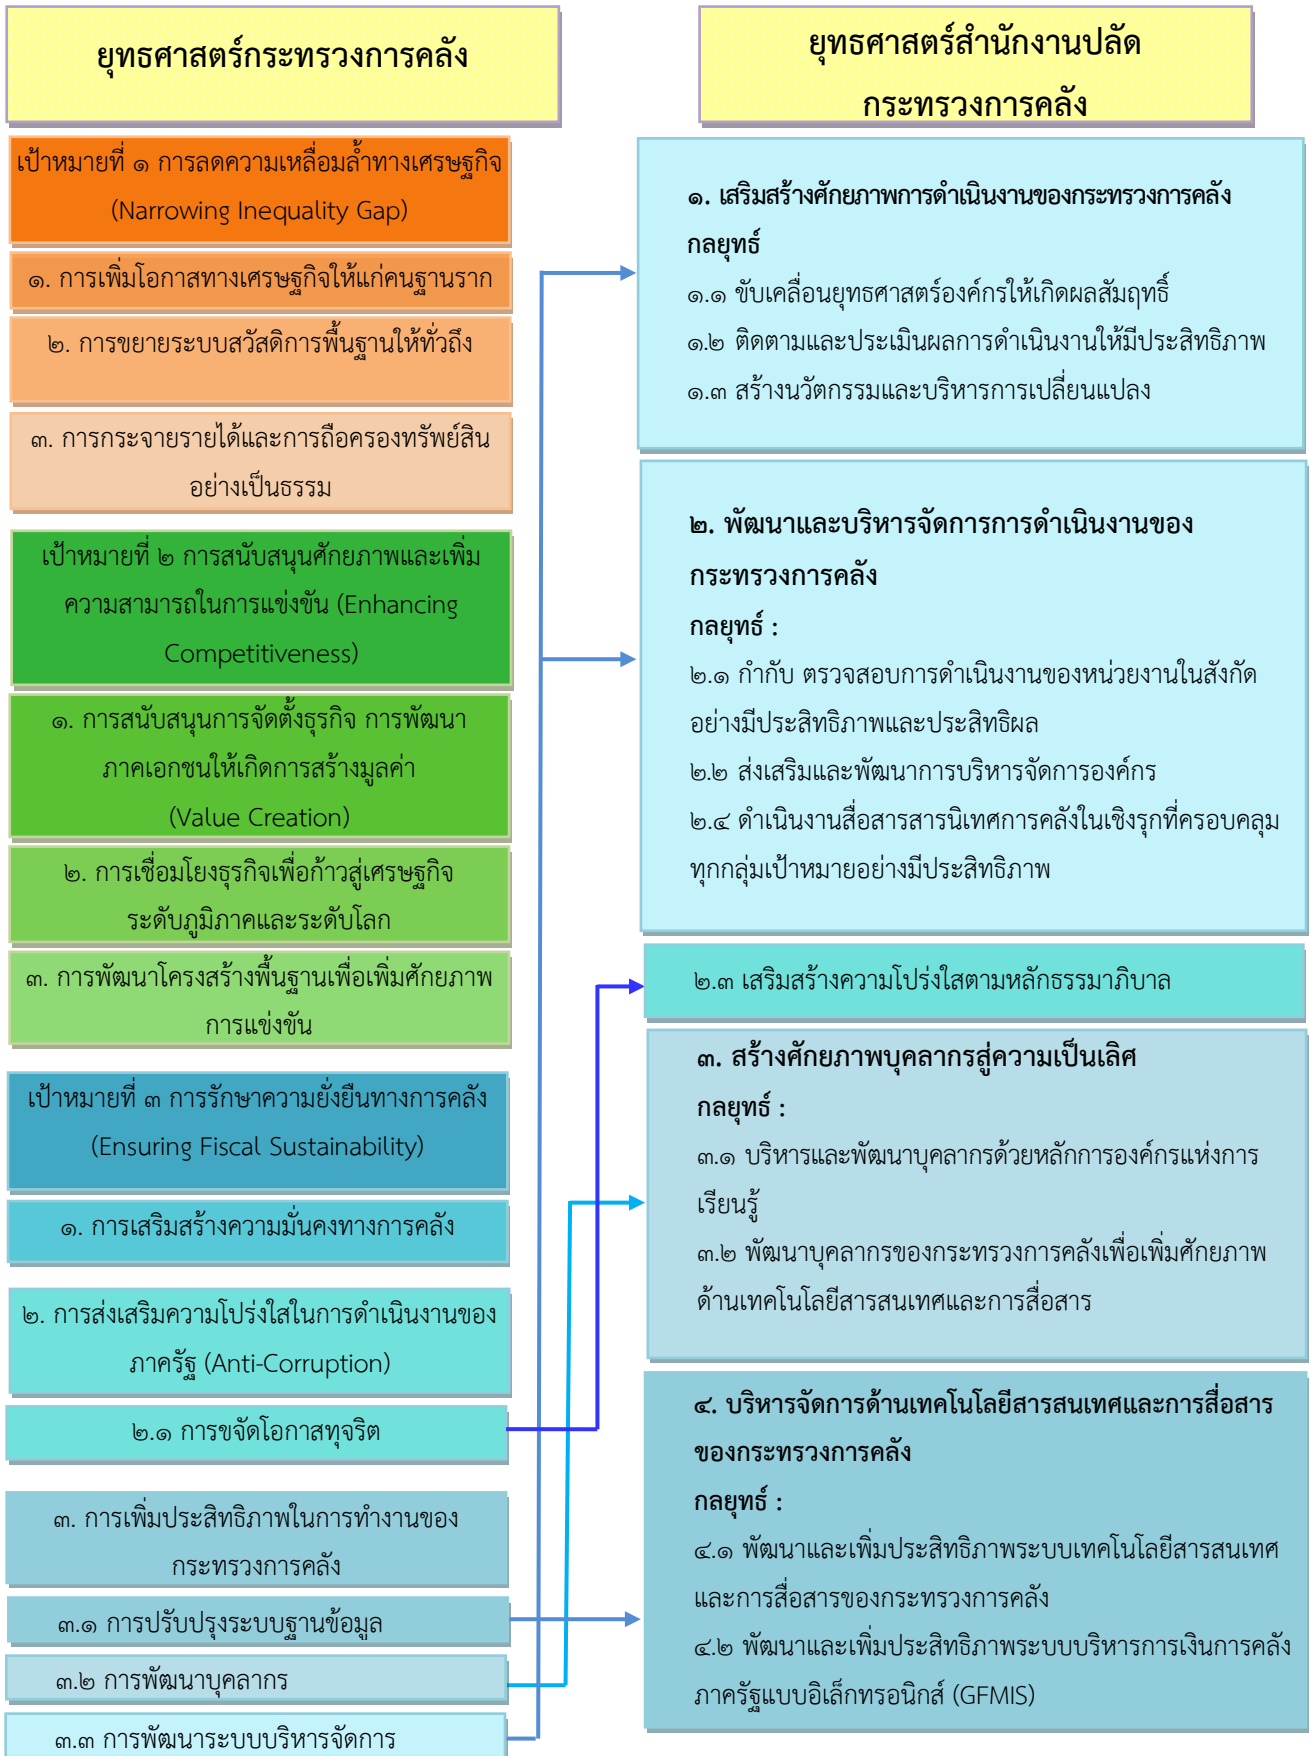 ยุทธศาสตร์กระทรวงการคลัง
เป้าหมายที่ ๑ การลดความเหลื่อมล้ำทางเศรษฐกิจ
(Narrowing Inequality Gap)
๑. การเพิ่มโอกาสทางเศรษฐกิจให้แก่คนฐานราก
๒. การขยายระบบสวัสดิการพื้นฐานให้ทั่วถึง
๓. การกระจายรายได้และการถือครองทรัพย์สิน
อย่างเป็นธรรม
เป้าหมายที่ ๒ การสนับสนุนศักยภาพและเพิ่ม
ความสามารถในการแข่งขัน (Enhancing
Competitiveness)
๑. การสนับสนุนการจัดตั้งธุรกิจ การพัฒนา
ภาคเอกชนให้เกิดการสร้างมูลค่า
(Value Creation)
๒. การเชื่อมโยงธุรกิจเพื่อก้าวสู่เศรษฐกิจ
ระดับภูมิภาคและระดับโลก
๓. การพัฒนาโครงสร้างพื้นฐานเพื่อเพิ่มศักยภาพ
การแข่งขัน
เป้าหมายที่ ๓ การรักษาความยั่งยืนทางการคลัง
(Ensuring Fiscal Sustainability)
๑. การเสริมสร้างความมั่นคงทางการคลัง
๒. การส่งเสริมความโปร่งใสในการดำเนินงานของ
ภาครัฐ (Anti-Corruption)
๒.๑ การขจัดโอกาสทุจริต
๓. การเพิ่มประสิทธิภาพในการทำงานของ
กระทรวงการคลัง
๓.๑ การปรับปรุงระบบฐานข้อมูล
๓.๒ การพัฒนาบุคลากร
๓.๓ การพัฒนาระบบบริหารจัดการ
ยุทธศาสตร์สำนักงานปลัด
กระทรวงการคลัง
๑. เสริมสร้างศักยภาพการดำเนินงานของกระทรวงการคลัง
กลยุทธ์
๑.๑ ขับเคลื่อนยุทธศาสตร์องค์กรให้เกิดผลสัมฤทธิ์
๑.๒ ติดตามและประเมินผลการดำเนินงานให้มีประสิทธิภาพ
๑.๓ สร้างนวัตกรรมและบริหารการเปลี่ยนแปลง
๒. พัฒนาและบริหารจัดการการดำเนินงานของ
กระทรวงการคลัง
กลยุทธ์ :
๒.๑ กำกับ ตรวจสอบการดำเนินงานของหน่วยงานในสังกัด
อย่างมีประสิทธิภาพและประสิทธิผล
๒.๒ ส่งเสริมและพัฒนาการบริหารจัดการองค์กร
๒.๔ ดำเนินงานสื่อสารสารนิเทศการคลังในเชิงรุกที่ครอบคลุม
ทุกกลุ่มเป้าหมายอย่างมีประสิทธิภาพ
๒.๓ เสริมสร้างความโปร่งใสตามหลักธรรมาภิบาล
๓. สร้างศักยภาพบุคลากรสู่ความเป็นเลิศ
กลยุทธ์ :
๓.๑ บริหารและพัฒนาบุคลากรด้วยหลักการองค์กรแห่งการ
เรียนรู้
๓.๒ พัฒนาบุคลากรของกระทรวงการคลังเพื่อเพิ่มศักยภาพ
ด้านเทคโนโลยีสารสนเทศและการสื่อสาร
๔. บริหารจัดการด้านเทคโนโลยีสารสนเทศและการสื่อสาร
ของกระทรวงการคลัง
กลยุทธ์ :
๔.๑ พัฒนาและเพิ่มประสิทธิภาพระบบเทคโนโลยีสารสนเทศ
และการสื่อสารของกระทรวงการคลัง
๔.๒ พัฒนาและเพิ่มประสิทธิภาพระบบบริหารการเงินการคลัง
ภาครัฐแบบอิเล็กทรอนิกส์ (GFMIS)